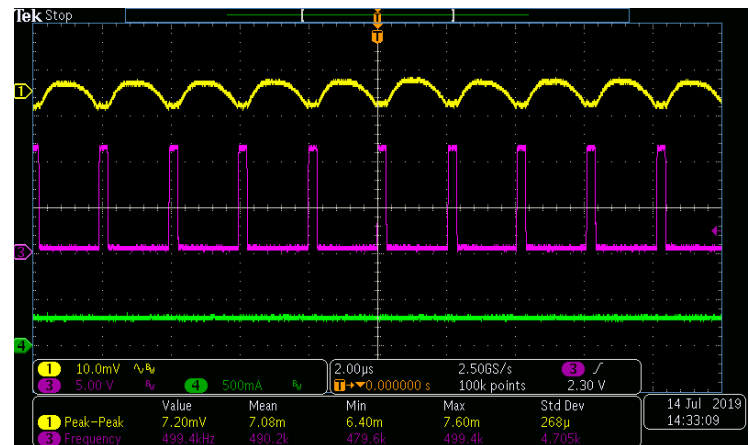 Tek Stop
T
T
1
3
4
1 10.0mV ∿ BW 2.00µs 2.50GS/s 3 ∫
3 5.00 V BW 4 500mA BW T→▼0.000000 s 100k points 2.30 V
Value Mean Min Max Std Dev
1 Peak-Peak 7.20mV 7.08m 6.40m 7.60m 268µ
3 Frequency 499.4kHz 490.2k 479.6k 499.4k 4.705k
14 Jul 2019
14:33:09